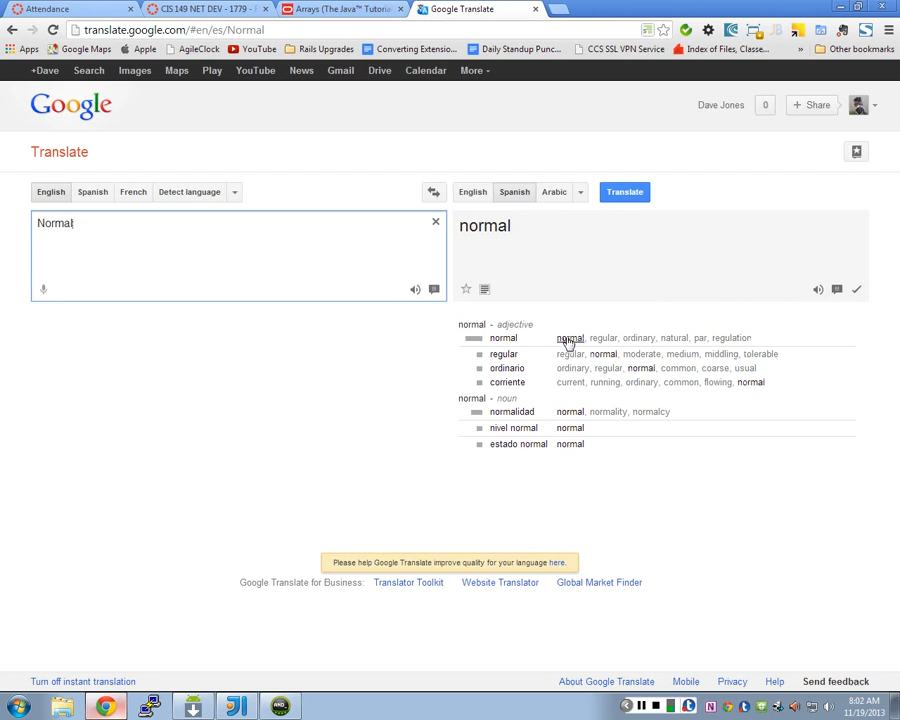 Attendance
CIS 149 NET DEV - 1779 - 
Arrays (The Java™ Tutoria
Google Translate
translate.google.com/#en/es/Normal
Apps Google Maps AgileClock YouTube Rails Upgrades Converting Extensio... Daily Standup Punc... CCS SSL VPN Service Index of Files, Classe... » Other bookmarks
+Dave Search Images Maps Play YouTube News Gmail Drive Calendar More
Google
Dave Jones 0 + Share
Translate
English Spanish French Detect language
English Spanish Arabic Translate
Normal
normal
normal - adjective
normal normal, regular, ordinary, natural, par, regulation
regular regular, normal, moderate, medium, middling, tolerable
ordinario ordinary, regular, normal, common, coarse, usual
corriente current, running, ordinary, common, flowing, normal
normal - noun
normalidad normal, normality, normalcy
nivel normal normal
estado normal normal
Please help Google Translate improve quality for your language here.
Google Translate for Business: Translator Toolkit Website Translator Global Market Finder
Turn off instant translation
About Google Translate Mobile Privacy Help Send feedback
8:02 AM
11/19/2013